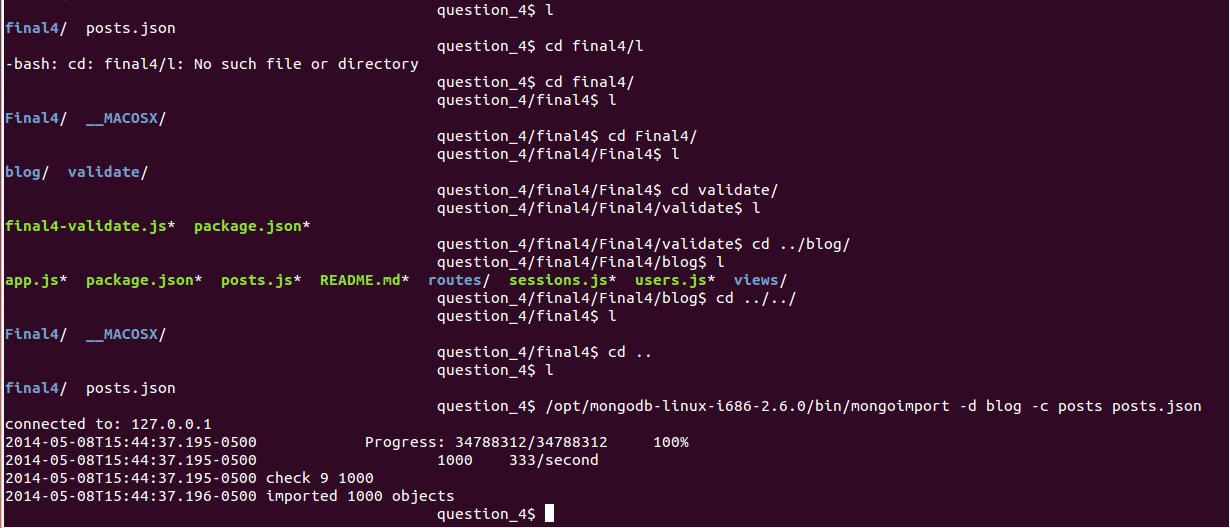 question_4$ l
final4/  posts.json
question_4$ cd final4/l
-bash: cd: final4/l: No such file or directory
question_4$ cd final4/
question_4/final4$ l
Final4/  __MACOSX/
question_4/final4$ cd Final4/
question_4/final4/Final4$ l
blog/  validate/
question_4/final4/Final4$ cd validate/
question_4/final4/Final4/validate$ l
final4-validate.js*  package.json*
question_4/final4/Final4/validate$ cd ../blog/
question_4/final4/Final4/blog$ l
app.js*  package.json*  posts.js*  README.md*  routes/  sessions.js*  users.js*  views/
question_4/final4/Final4/blog$ cd ../../
question_4/final4$ l
Final4/  __MACOSX/
question_4/final4$ cd ..
question_4$ l
final4/  posts.json
question_4$ /opt/mongodb-linux-i686-2.6.0/bin/mongoimport -d blog -c posts posts.json
connected to: 127.0.0.1
2014-05-08T15:44:37.195-0500            Progress: 34788312/34788312     100%
2014-05-08T15:44:37.195-0500                    1000    333/second
2014-05-08T15:44:37.195-0500 check 9 1000
2014-05-08T15:44:37.196-0500 imported 1000 objects
question_4$